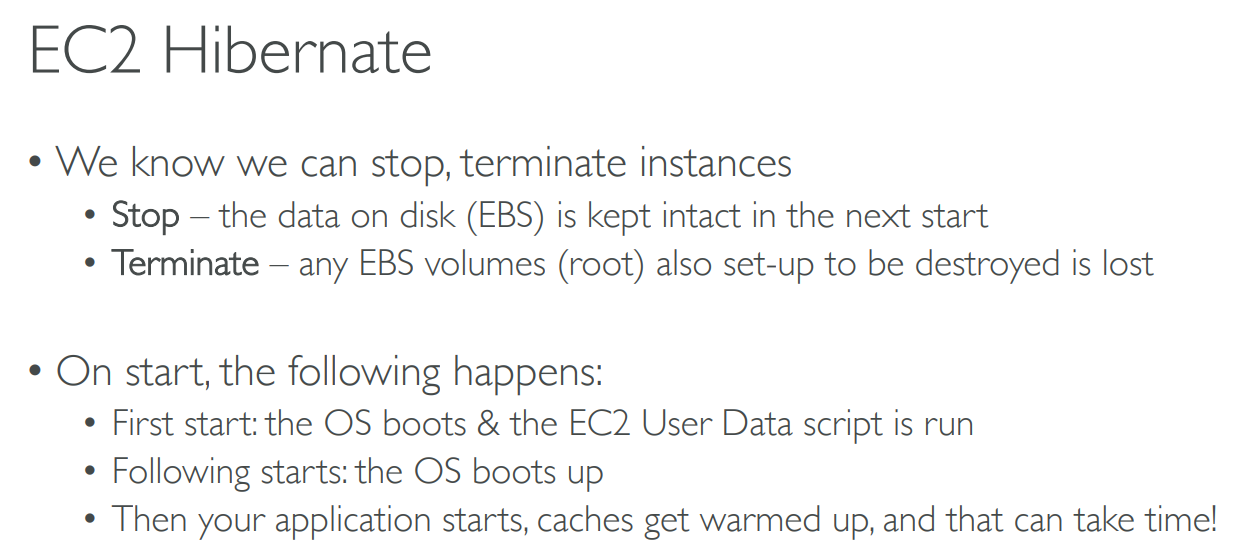 EC2 Hibernate
• We know we can stop, terminate instances
• Stop – the data on disk (EBS) is kept intact in the next start
• Terminate – any EBS volumes (root) also set-up to be destroyed is lost
• On start, the following happens:
• First start: the OS boots & the EC2 User Data script is run
• Following starts: the OS boots up
• Then your application starts, caches get warmed up, and that can take time!